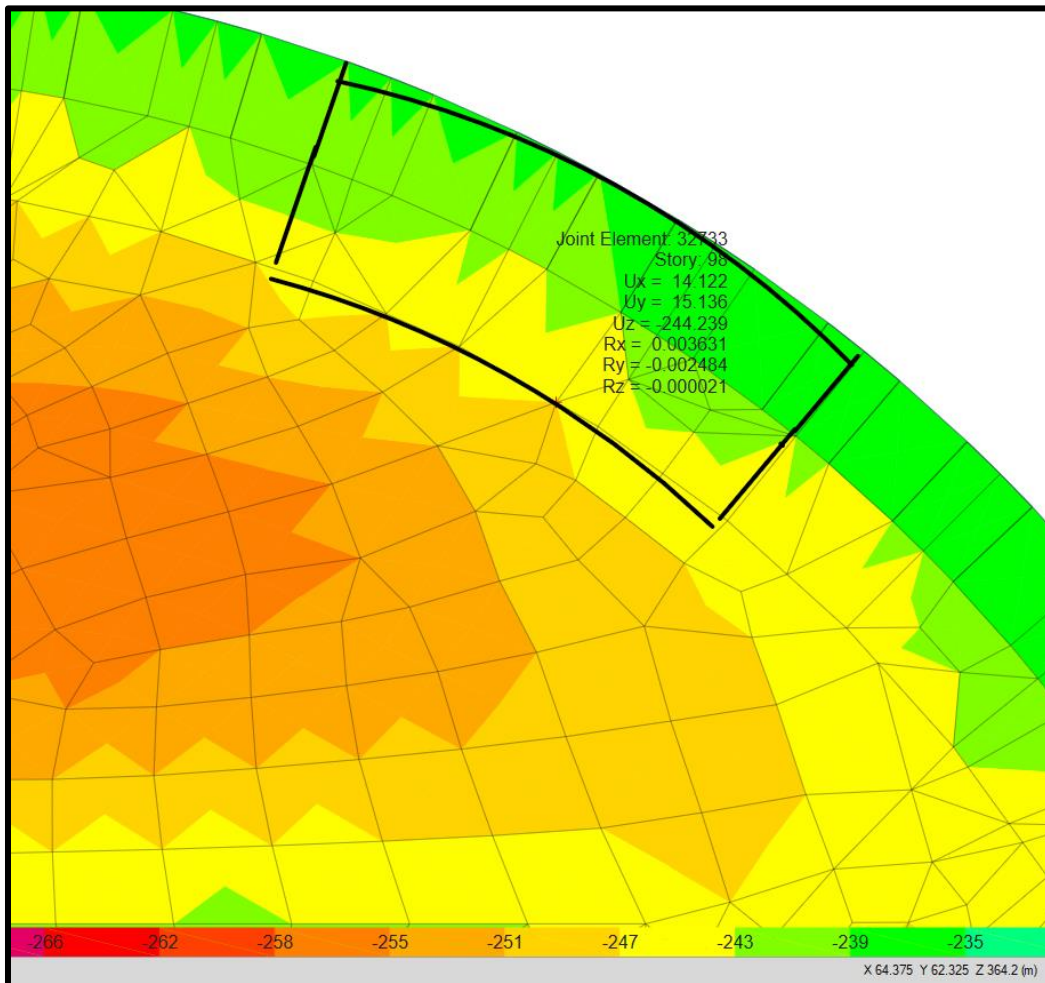 Joint Element: 32733
Story: 98
Ux = 14.122
Uy = 15.136
Uz = -244.239
Rx = 0.003631
Ry = -0.002484
Rz = -0.000021
-266 -262 -258 -255 -251 -247 -243 -239 -235
X 64.375 Y 62.325 Z 364.2 (m)